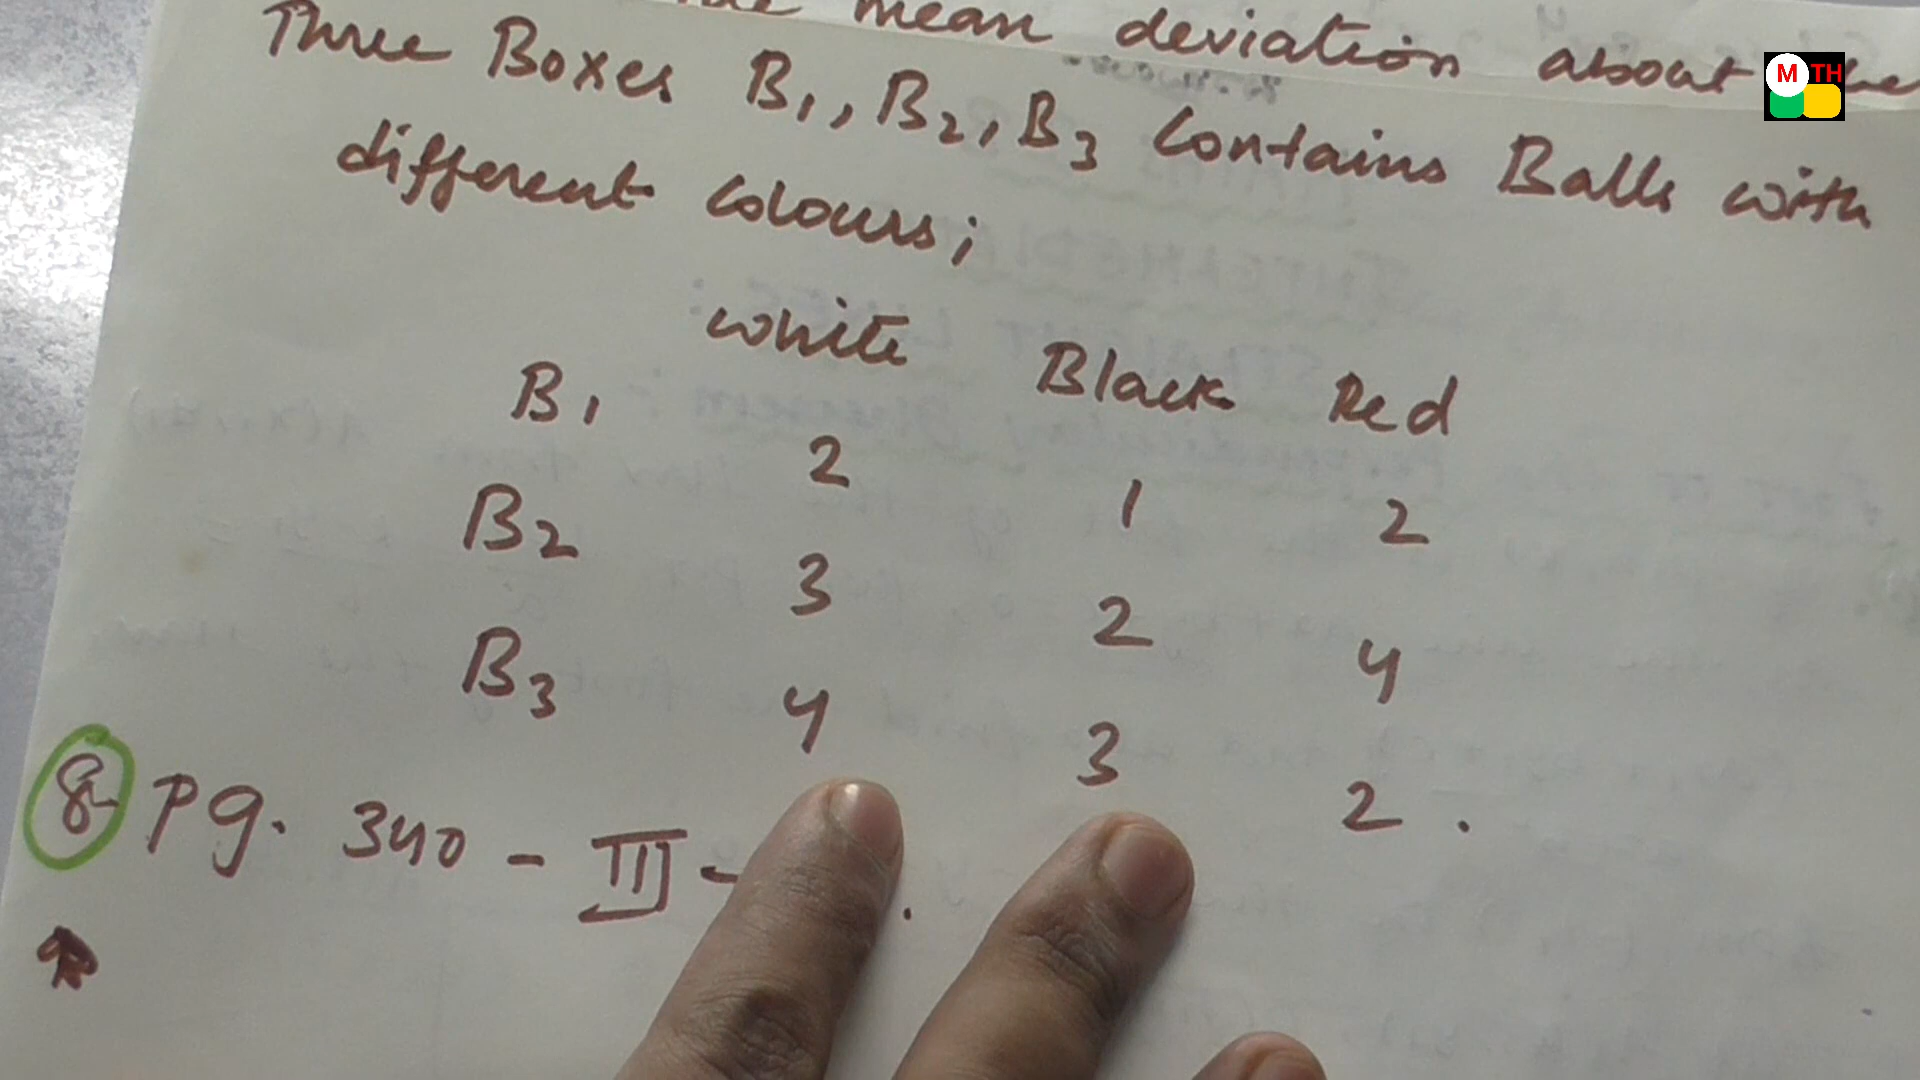 mean deviation about
Three Boxes B1, B2, B3 Contains Balls with
different colours;
white Black Red
B1 2 1 2
B2 3 2 4
B3 4 3 2.
8 Pg. 340 - III -
M TH